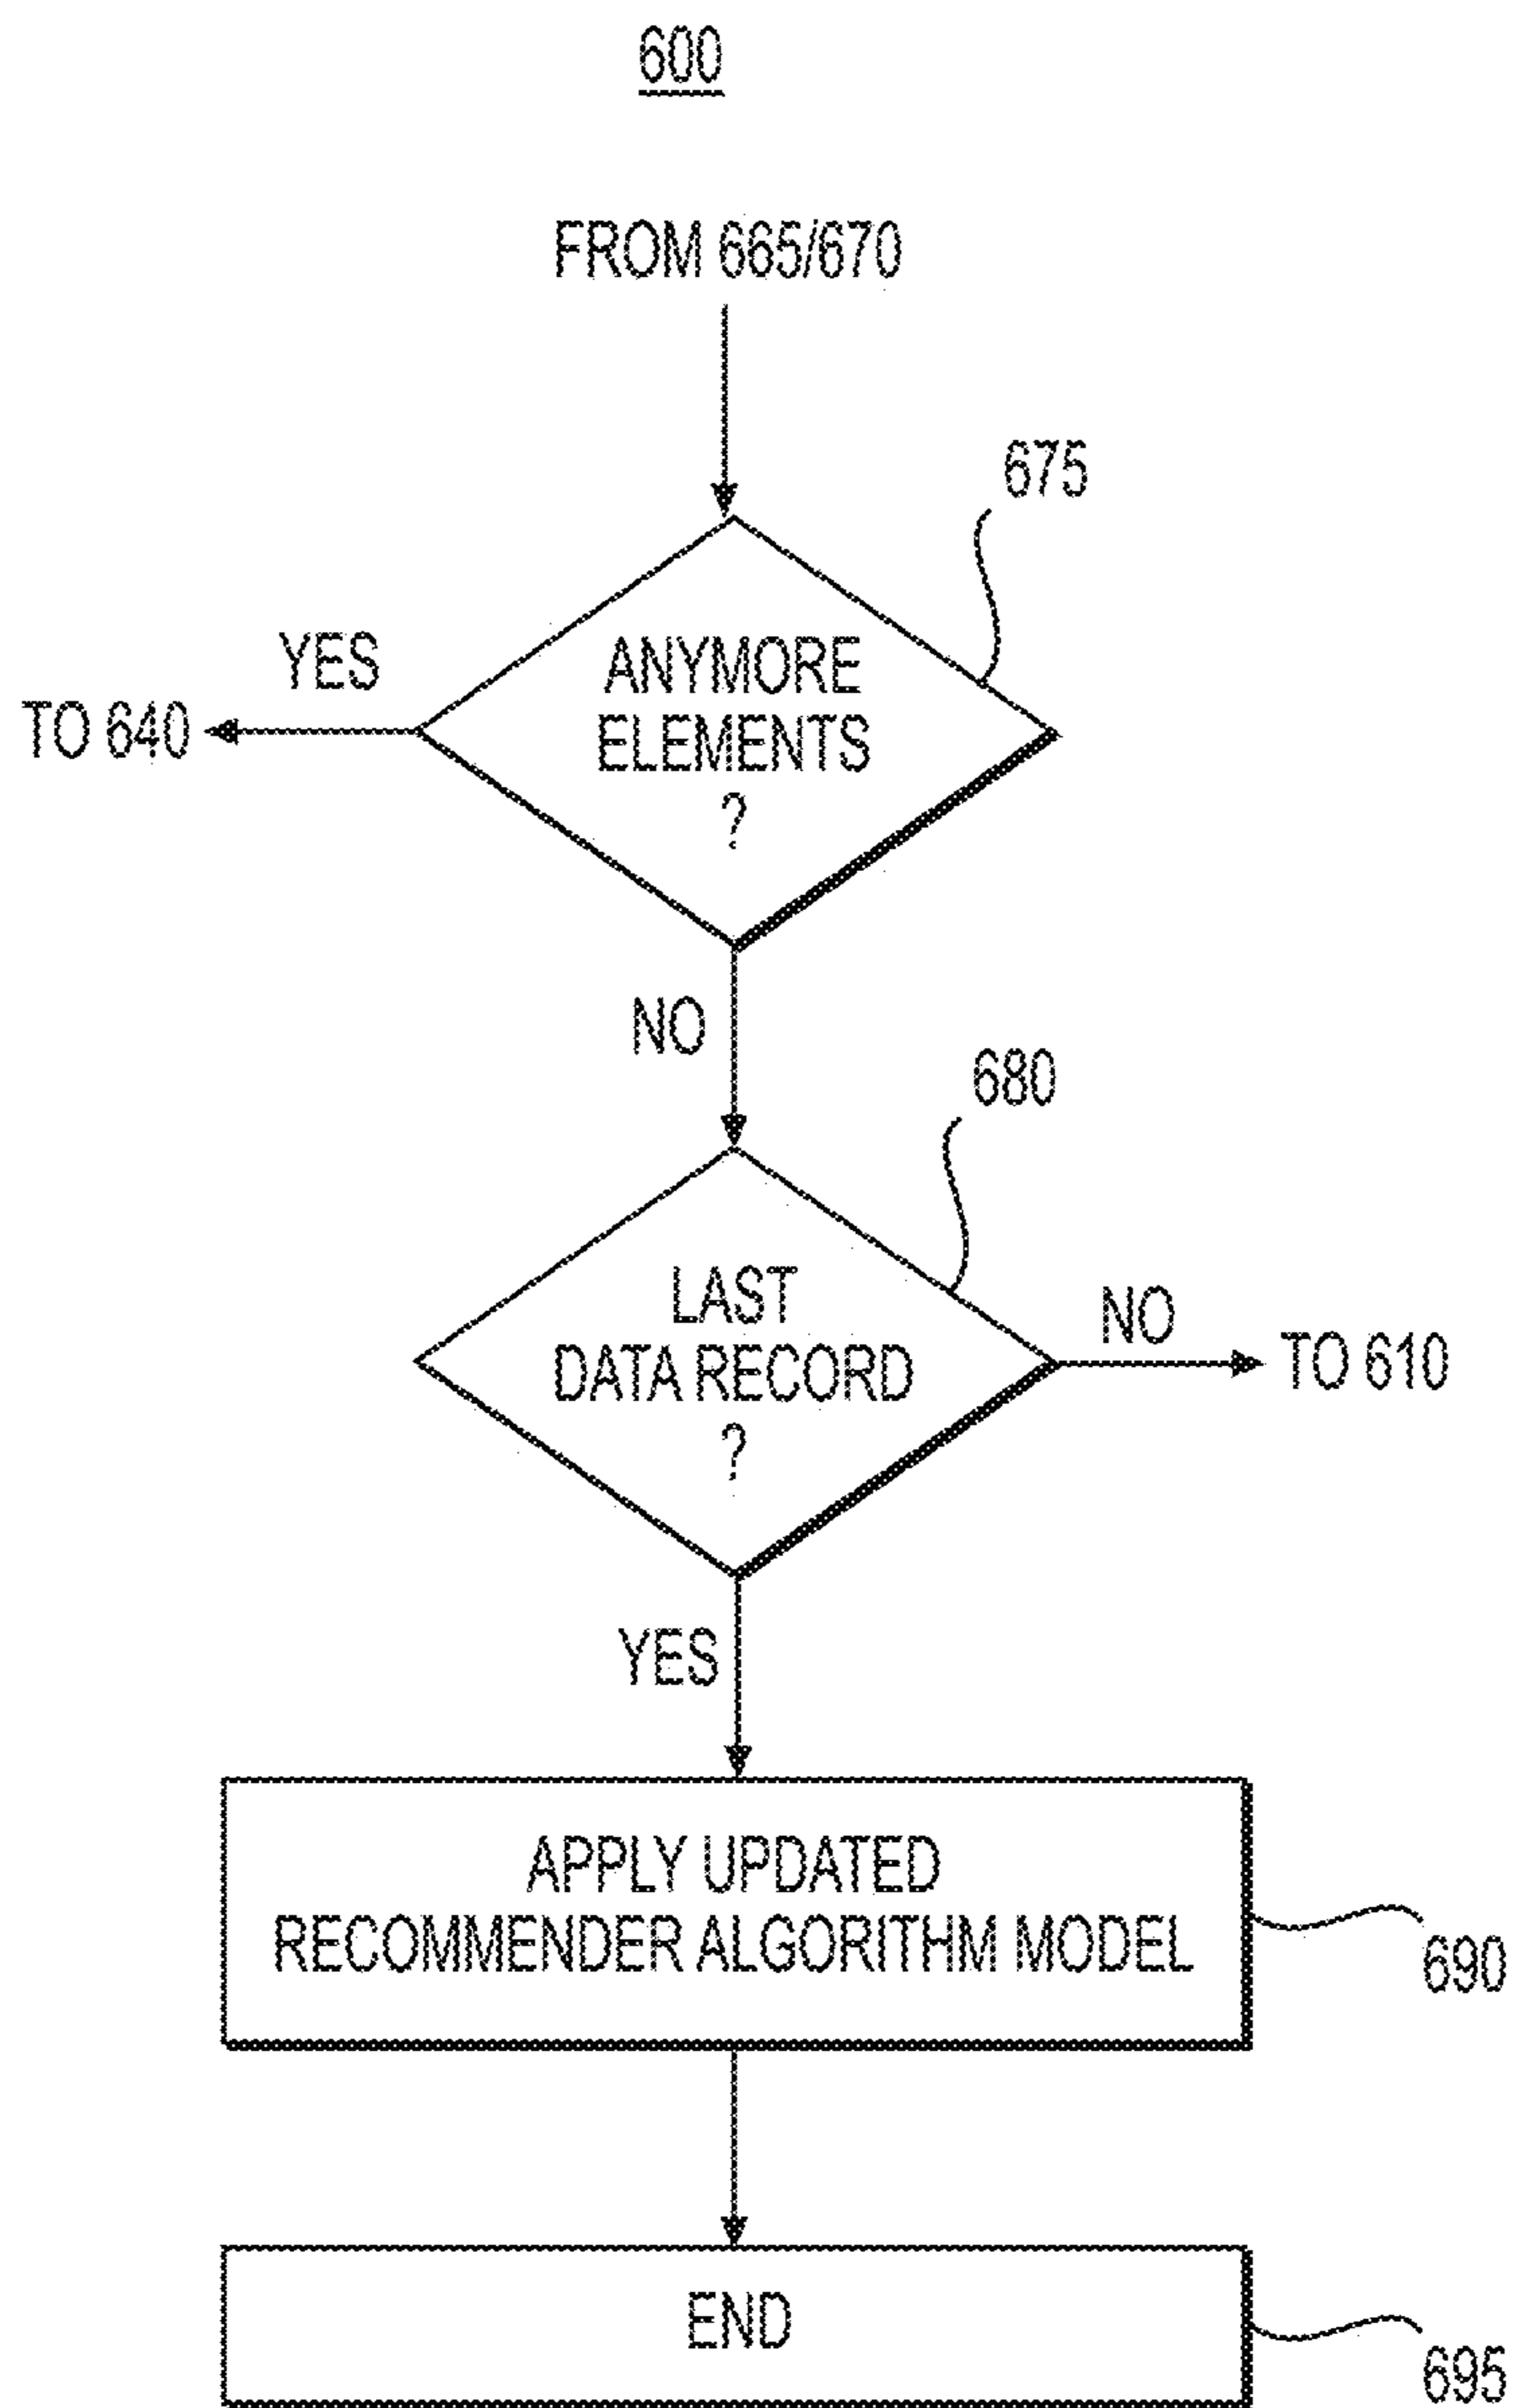 600
FROM 665/670
675
YES
ANYMORE
ELEMENTS
?
TO 640
NO
680
LAST
DATA RECORD
?
NO
TO 610
YES
APPLY UPDATED
RECOMMENDER ALGORITHM MODEL
690
END
695